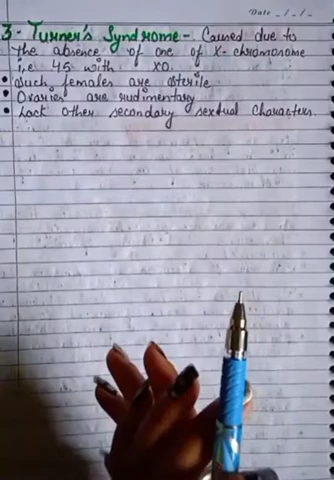 Date _/_/_
3- Turner's Syndrome-. Caused due to
the absence of one of X-chromosome
i,e 45 with XO.
• Such females are sterile
• Ovaries are rudimentary
• Lack other secondary sextual characters.